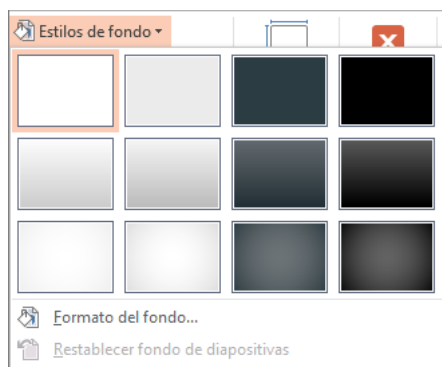 Estilos de fondo
Formato del fondo...
Restablecer fondo de diapositivas